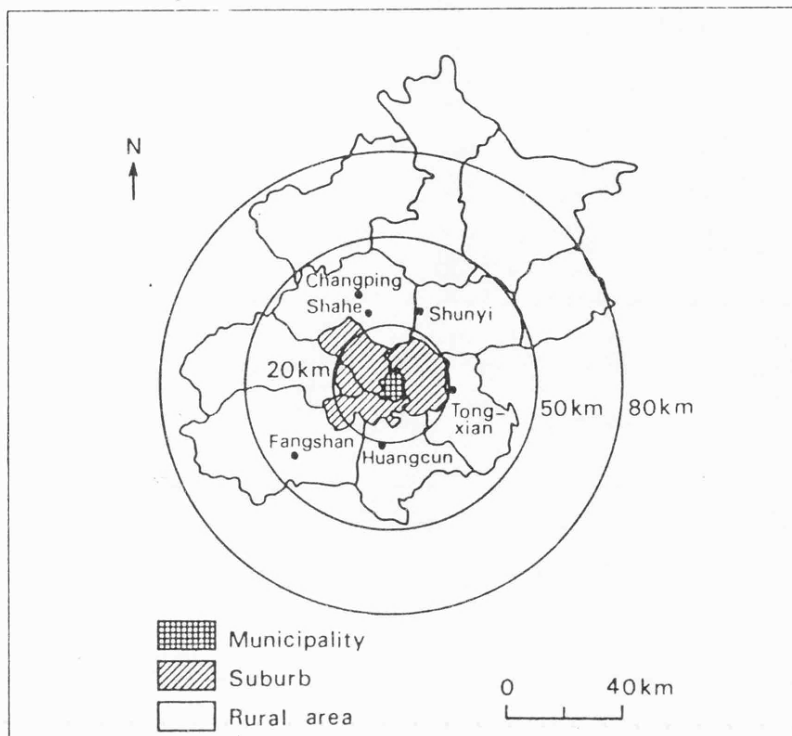 N
Changping
Shahe
Shunyi
20km
Tong-
xian
50km
80km
Fangshan
Huangcun
Municipality
Suburb
Rural area
0
40km